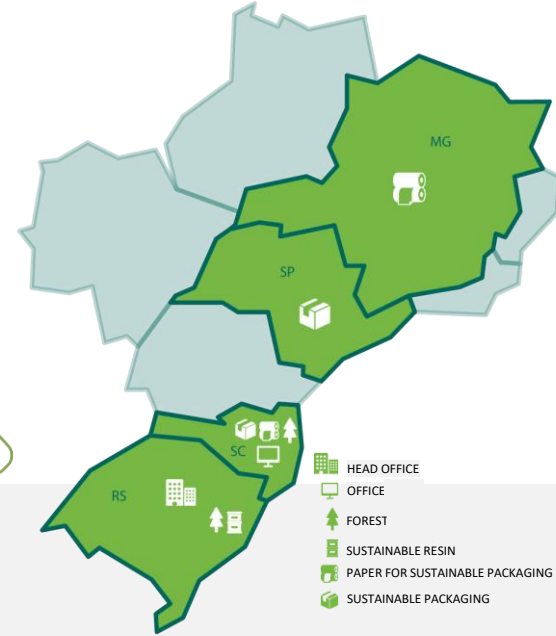 MG
SP
SC
RS
HEAD OFFICE
OFFICE
FOREST
SUSTAINABLE RESIN
PAPER FOR SUSTAINABLE PACKAGING
SUSTAINABLE PACKAGING